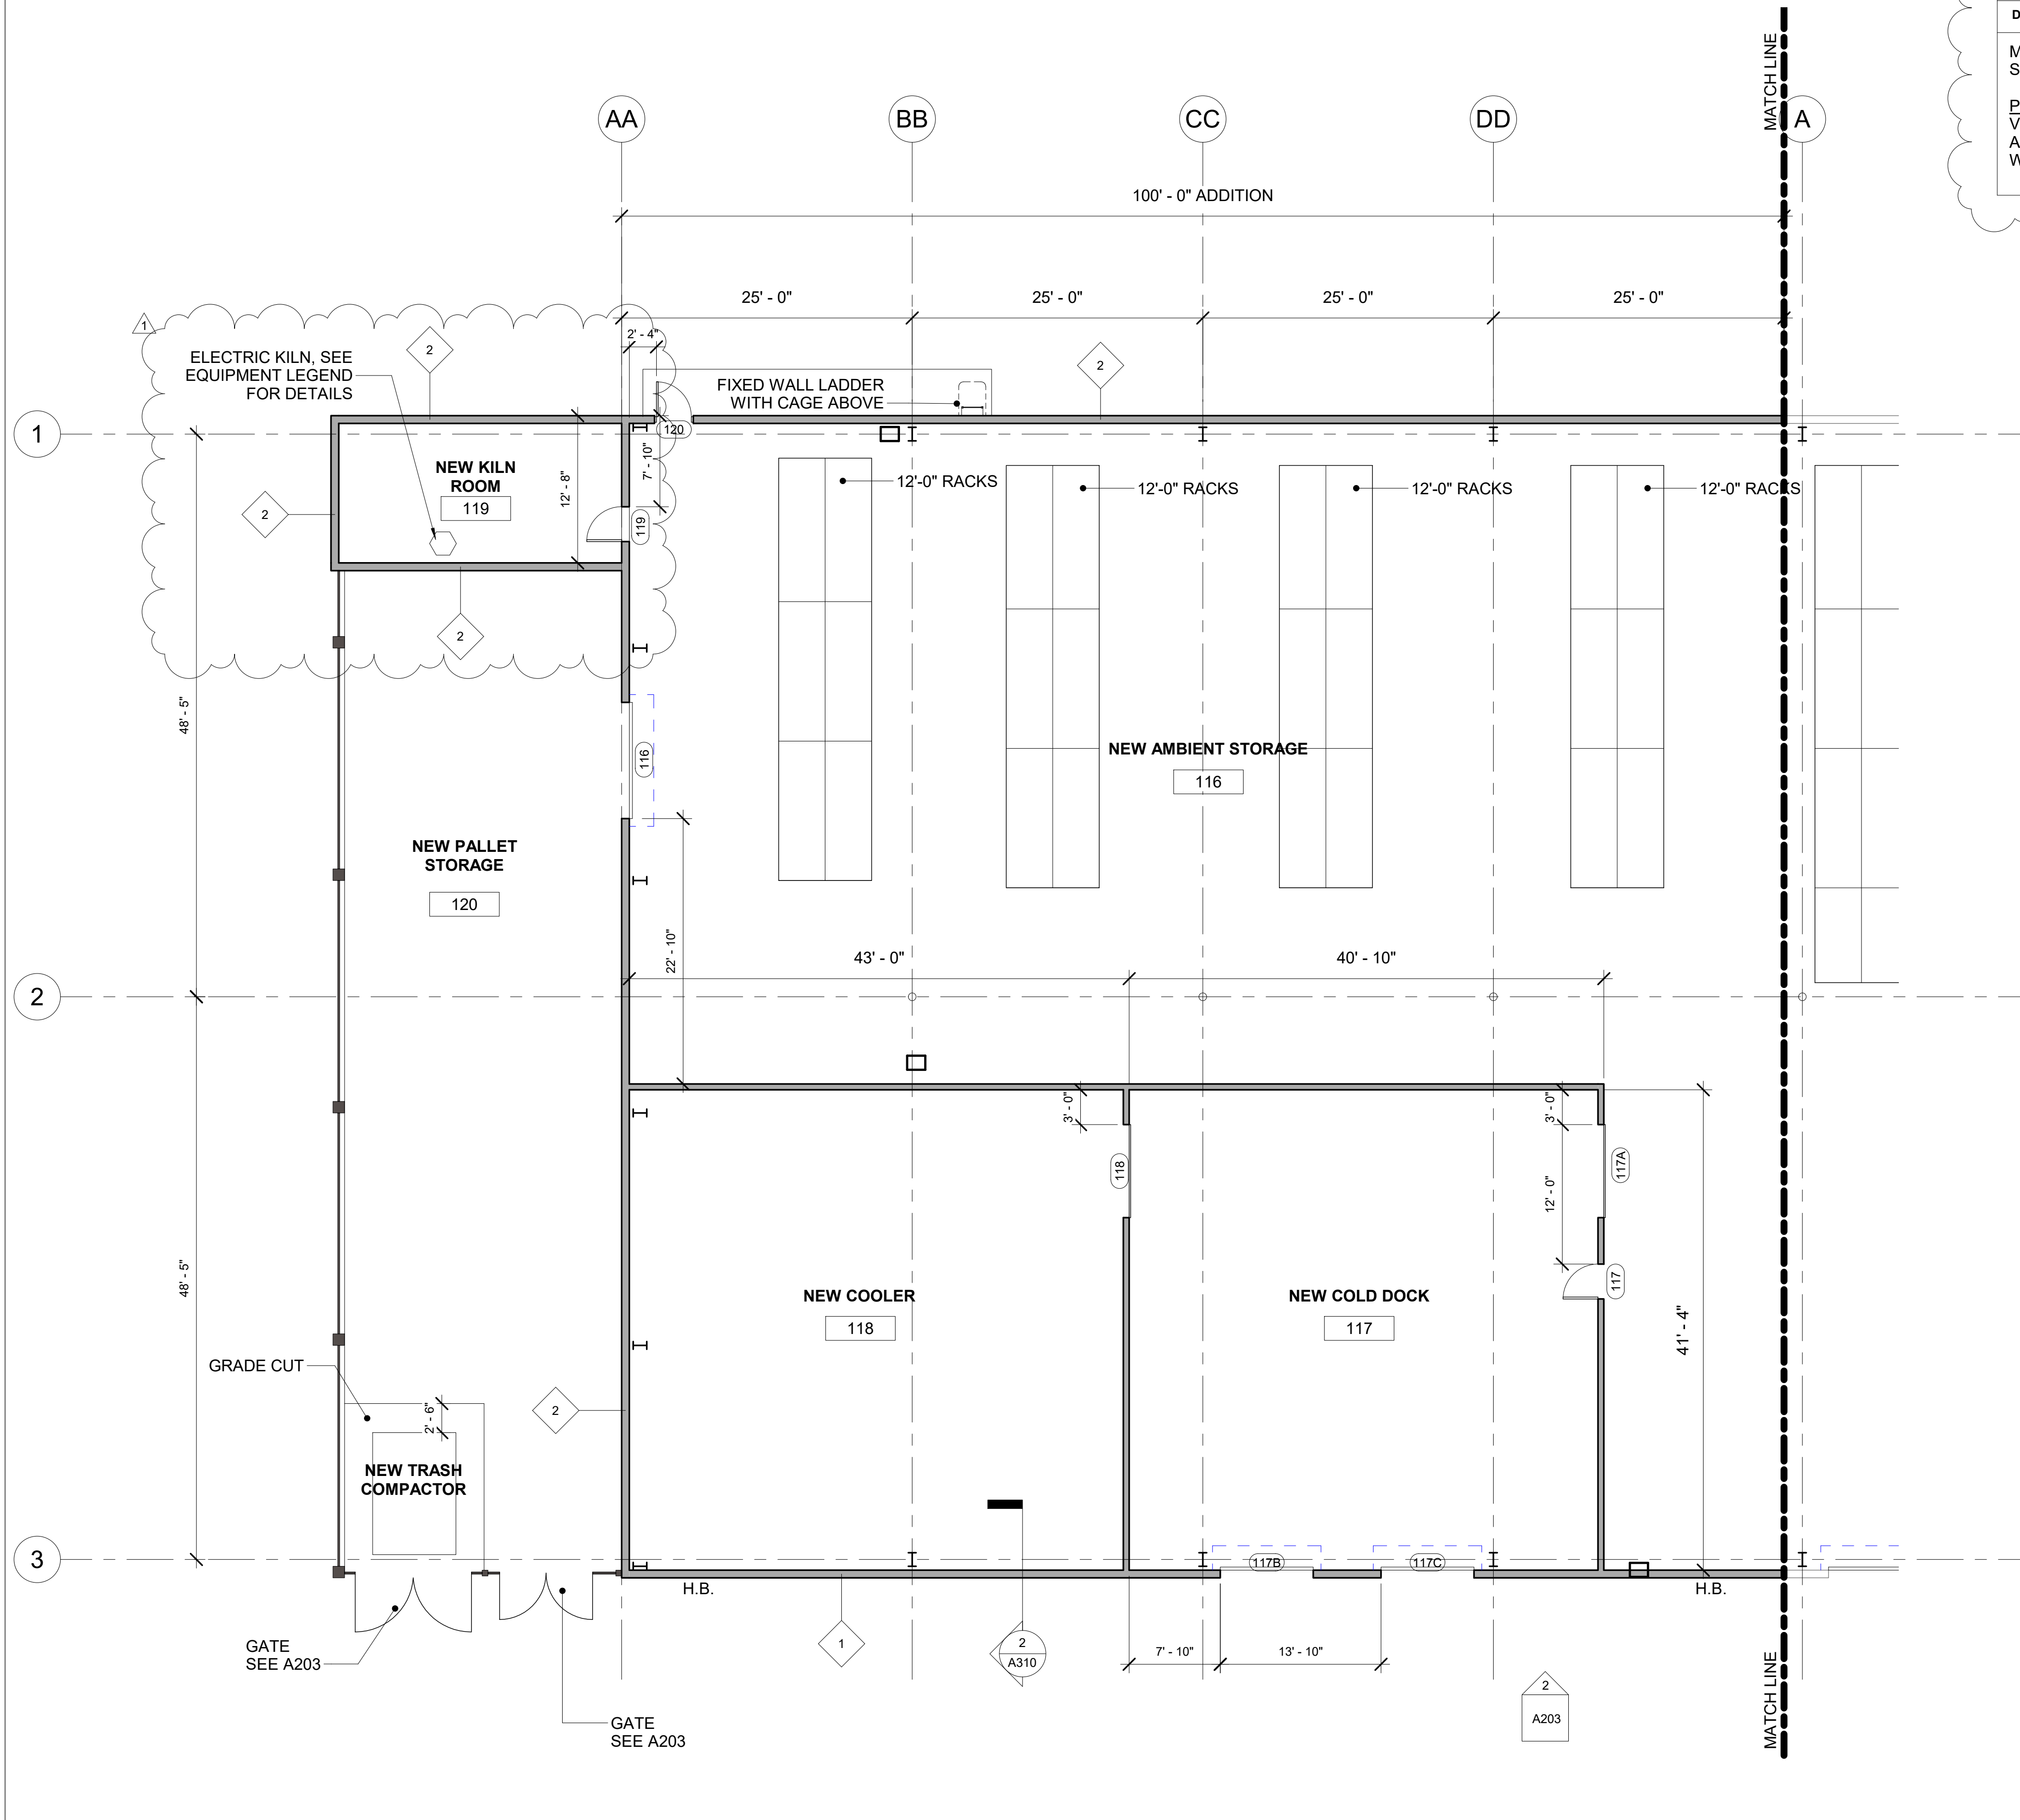 MATCH LINE
D
M
S
P
V
A
W
AA
BB
CC
DD
A
100' - 0" ADDITION
25' - 0"
25' - 0"
25' - 0"
25' - 0"
1
2' - 4"
2
ELECTRIC KILN, SEE
EQUIPMENT LEGEND
FOR DETAILS
2
FIXED WALL LADDER
WITH CAGE ABOVE
1
120
7' - 10"
12' - 8"
NEW KILN
ROOM
119
2
119
12'-0" RACKS
12'-0" RACKS
12'-0" RACKS
12'-0" RACKS
2
48' - 5"
116
NEW AMBIENT STORAGE
116
NEW PALLET
STORAGE
120
22' - 10"
43' - 0"
40' - 10"
2
3' - 0"
3' - 0"
118
117A
12' - 0"
48' - 5"
117
NEW COOLER
118
NEW COLD DOCK
117
41' - 4"
GRADE CUT
2' - 6"
2
NEW TRASH
COMPACTOR
3
117B
117C
H.B.
H.B.
GATE
SEE A203
1
2
A310
7' - 10"
13' - 10"
2
A203
GATE
SEE A203
MATCH LINE